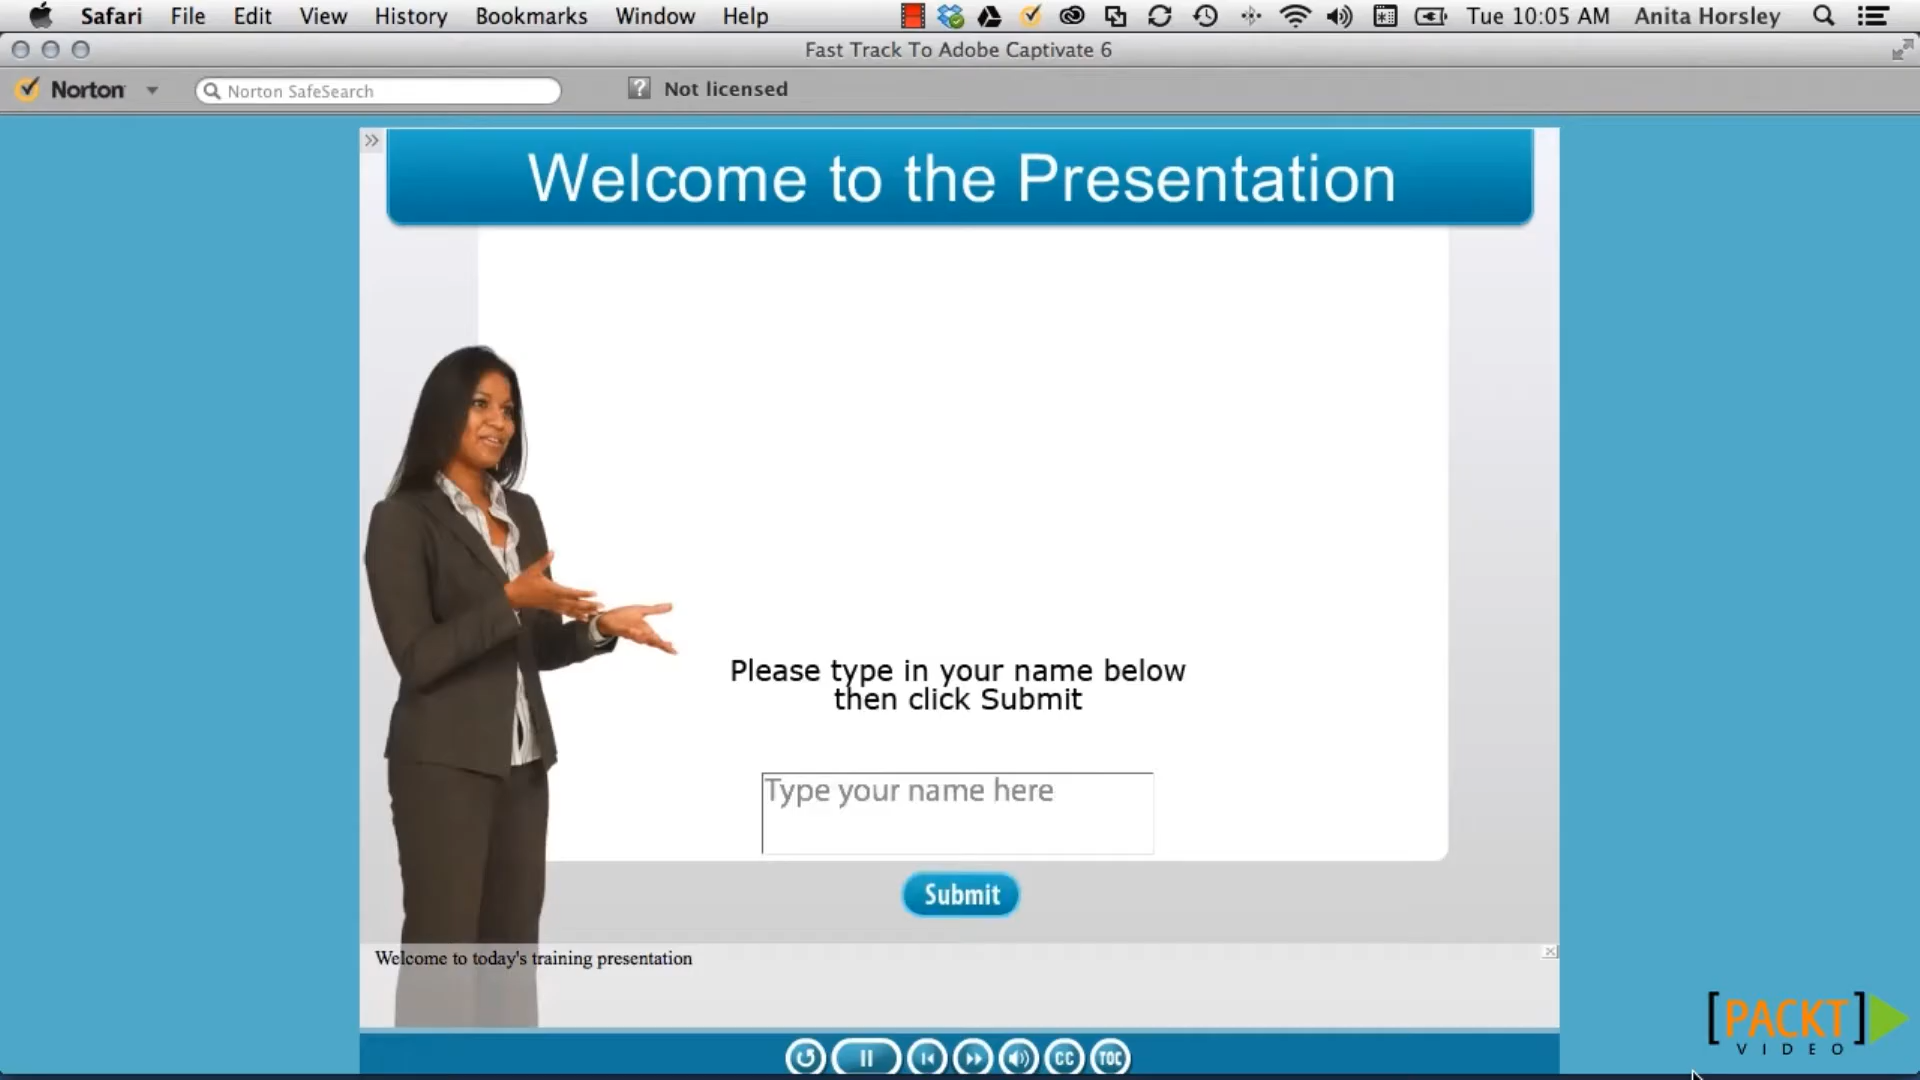 Safari File Edit View History Bookmarks Window Help Tue 10:05 AM Anita Horsley
Fast Track To Adobe Captivate 6
Norton Norton SafeSearch Not licensed
Welcome to the Presentation
Please type in your name below
then click Submit
Type your name here
Submit
Welcome to today's training presentation
CC TOC
[PACKT]
VIDEO